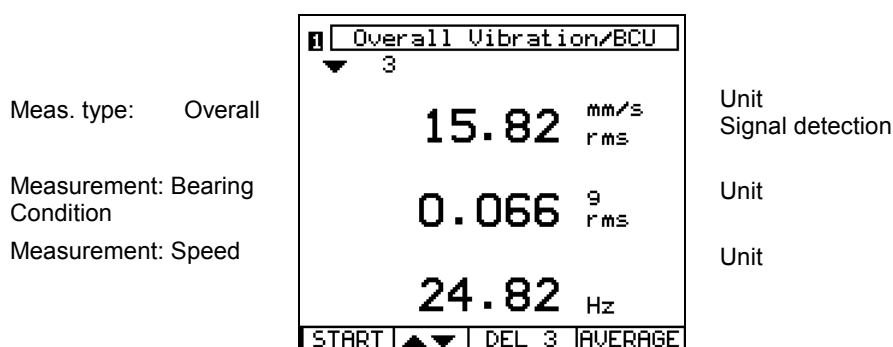 1 Overall Vibration/BCU
▼ 3
Meas. type: Overall
15.82 mm/s rms
Unit
Signal detection
Measurement: Bearing Condition
0.066 g rms
Unit
Measurement: Speed
24.82 Hz
Unit
START ▲▼ DEL 3 AVERAGE